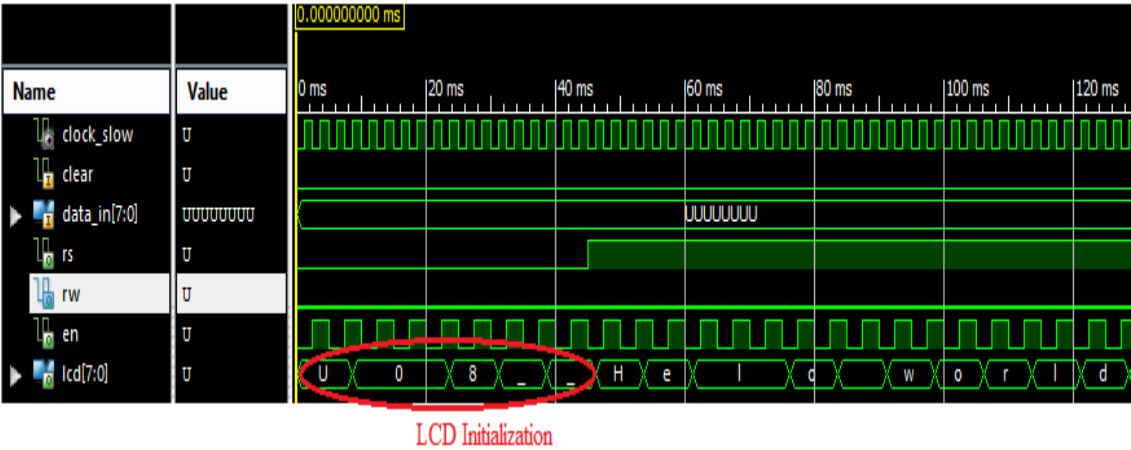 0.000000000 ms
Name Value
0 ms 20 ms 40 ms 60 ms 80 ms 100 ms 120 ms
clock_slow U
clear U
data_in[7:0] UUUUUUUU UUUUUUUU
rs U
rw U
en U
lcd[7:0] U U 0 8 _ _ H e l d w o r l d
LCD Initialization